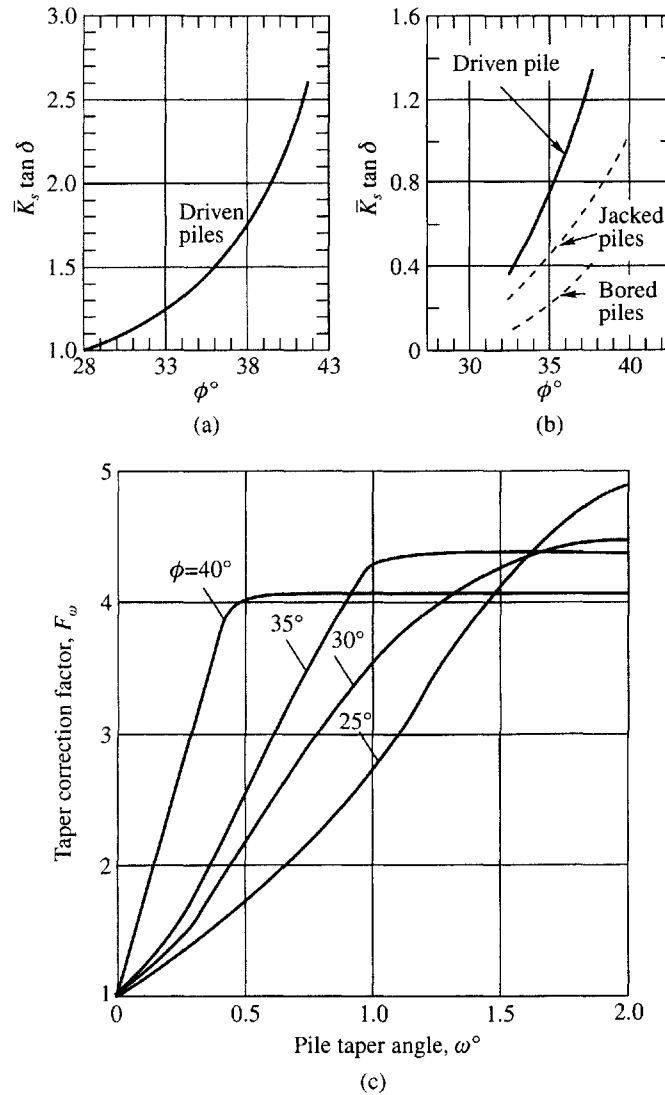 3.0
2.5
2.0
1.5
1.0
K̄s tan δ
Driven
piles
28
33
38
43
φ°
(a)
1.6
1.2
0.8
0.4
0
K̄s tan δ
Driven pile
Jacked
piles
Bored
piles
30
35
40
φ°
(b)
5
4
3
2
1
Taper correction factor, Fω
φ=40°
35°
30°
25°
0
0.5
1.0
1.5
2.0
Pile taper angle, ω°
(c)